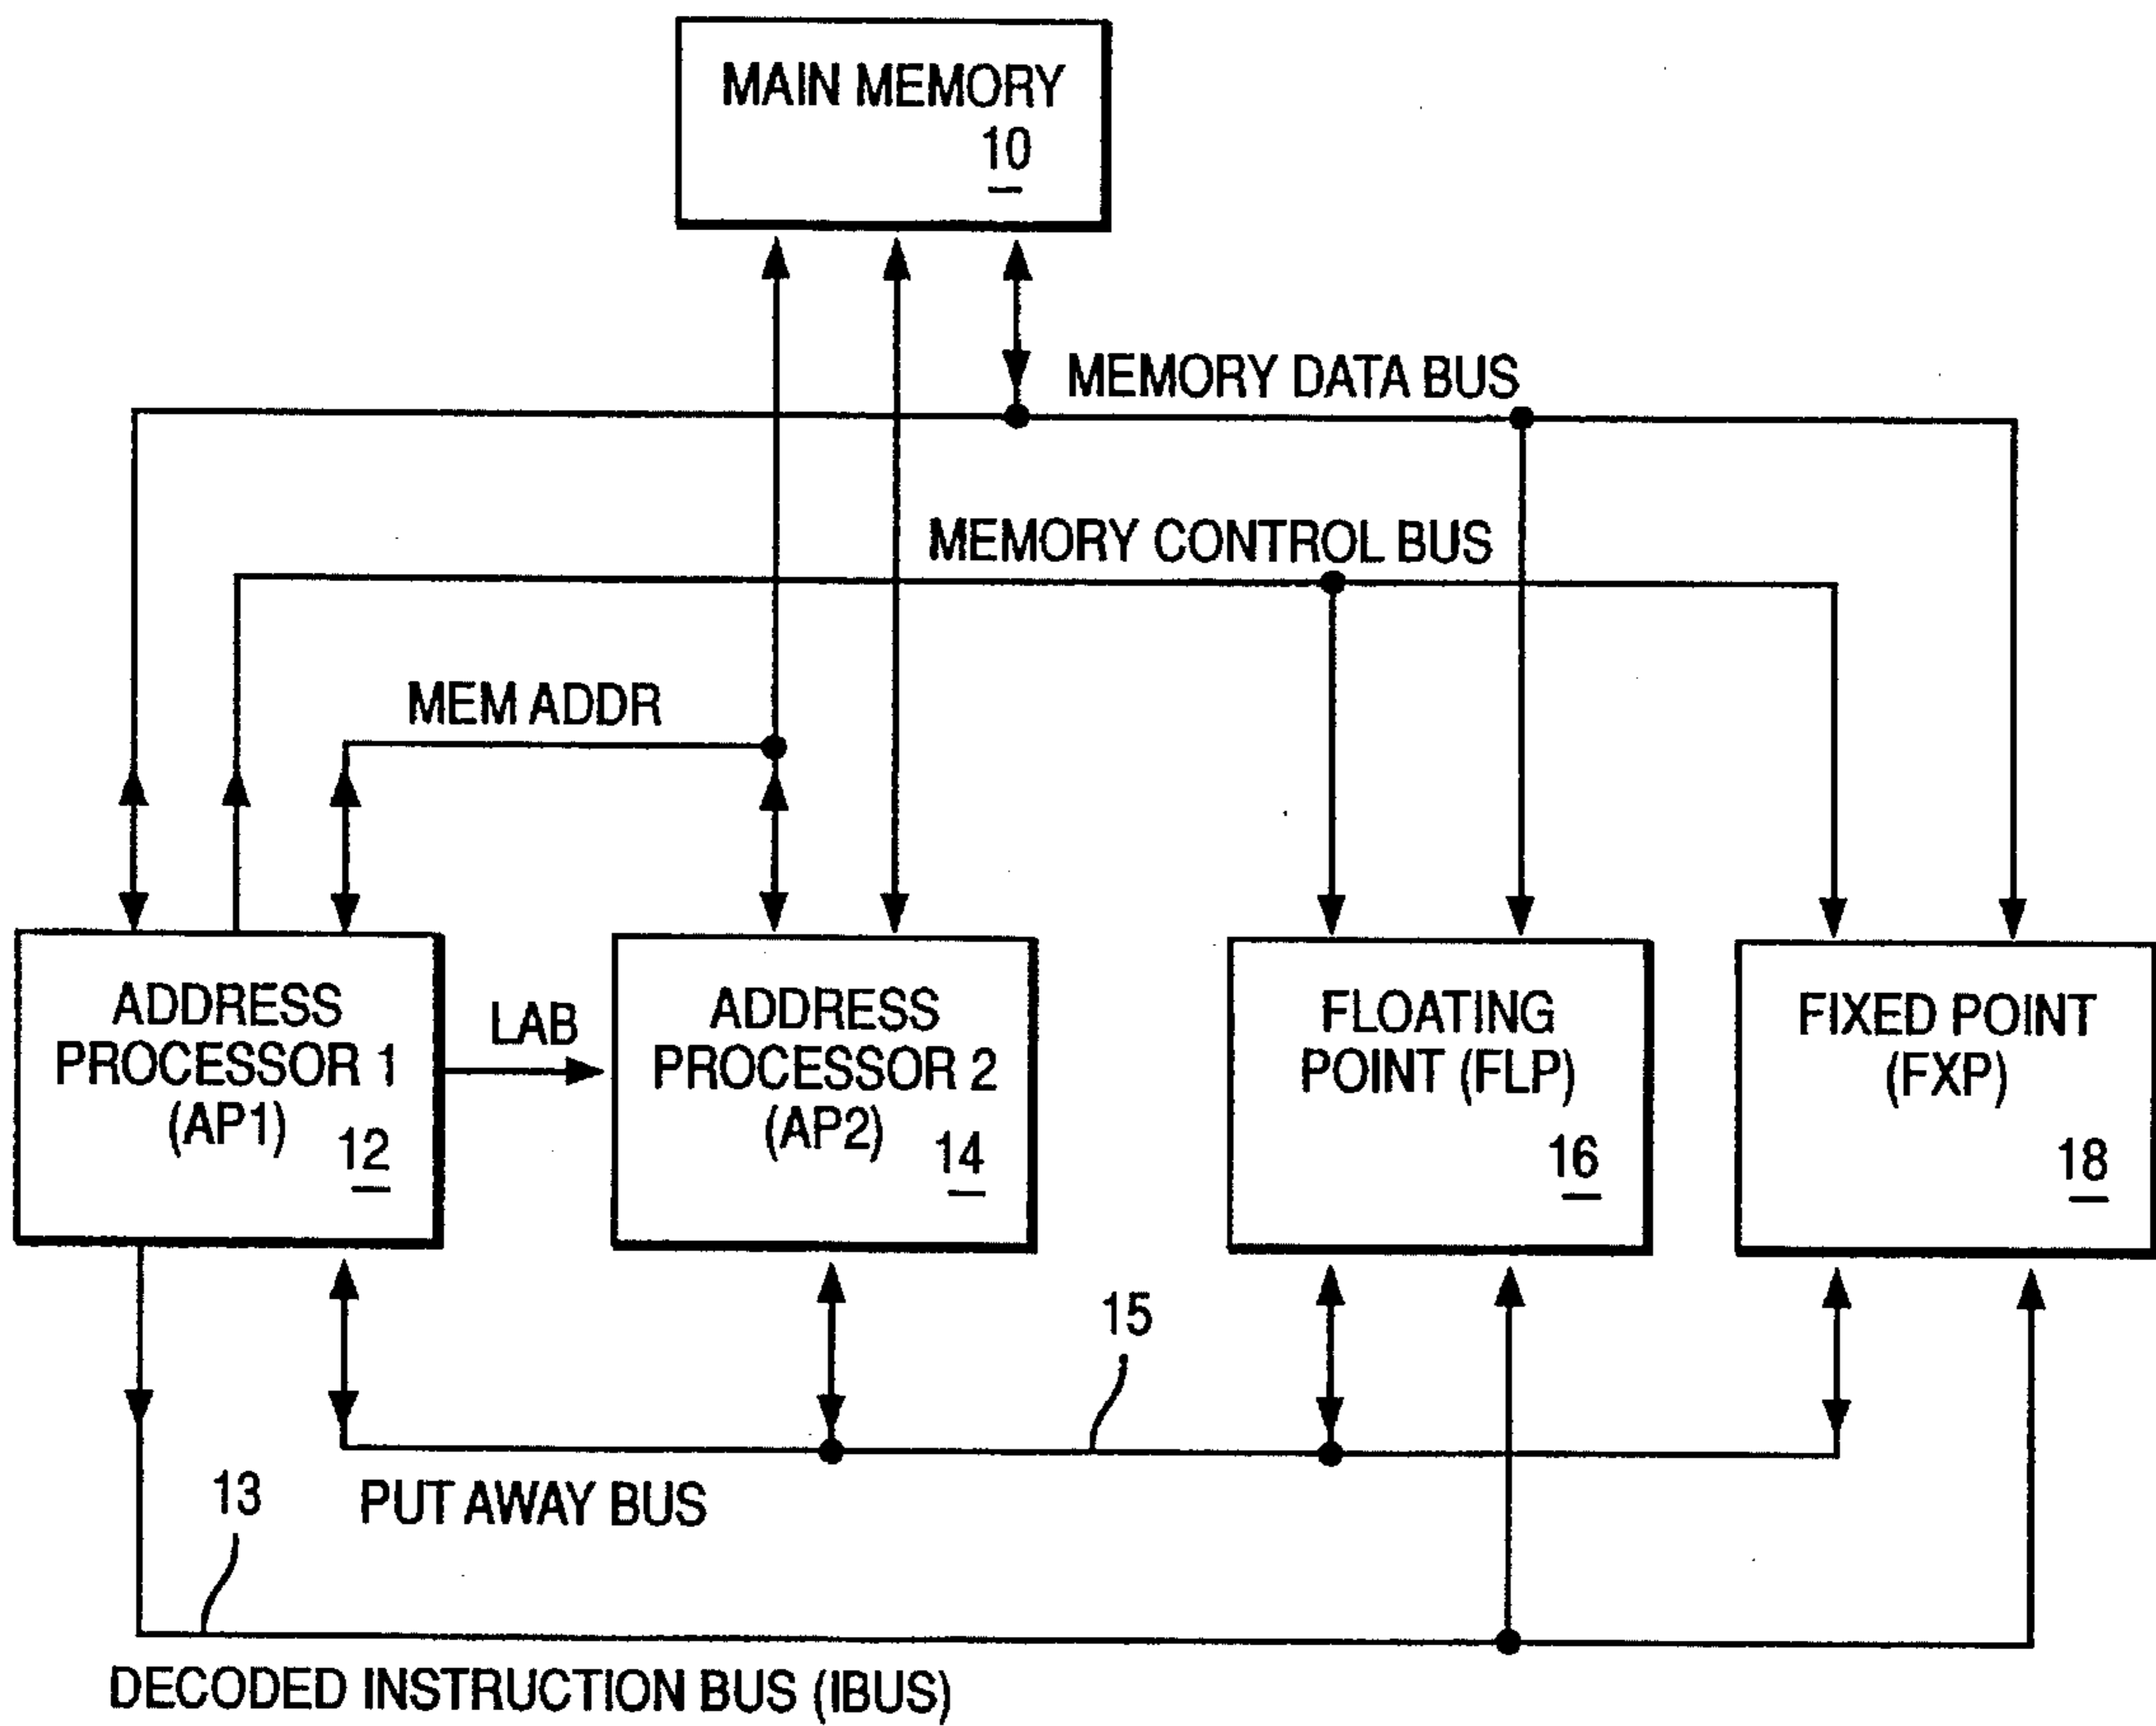 MAIN MEMORY
10
MEMORY DATA BUS
MEMORY CONTROL BUS
MEM ADDR
ADDRESS
PROCESSOR 1
(AP1)
12
LAB
ADDRESS
PROCESSOR 2
(AP2)
14
FLOATING
POINT (FLP)
16
FIXED POINT
(FXP)
18
15
PUT AWAY BUS
13
DECODED INSTRUCTION BUS (IBUS)